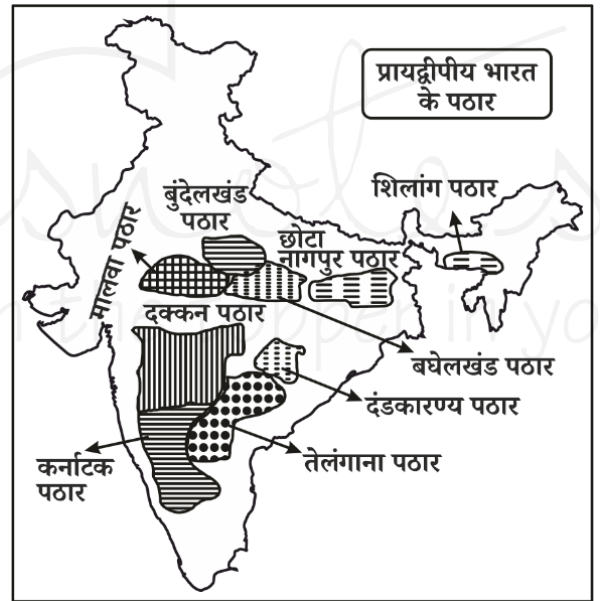 प्रायद्वीपीय भारत
के पठार
शिलांग पठार
बुंदेलखंड
पठार
छोटा
नागपुर पठार
मालवा पठार
दक्कन पठार
बघेलखंड पठार
दंडकारण्य पठार
तेलंगाना पठार
कर्नाटक
पठार